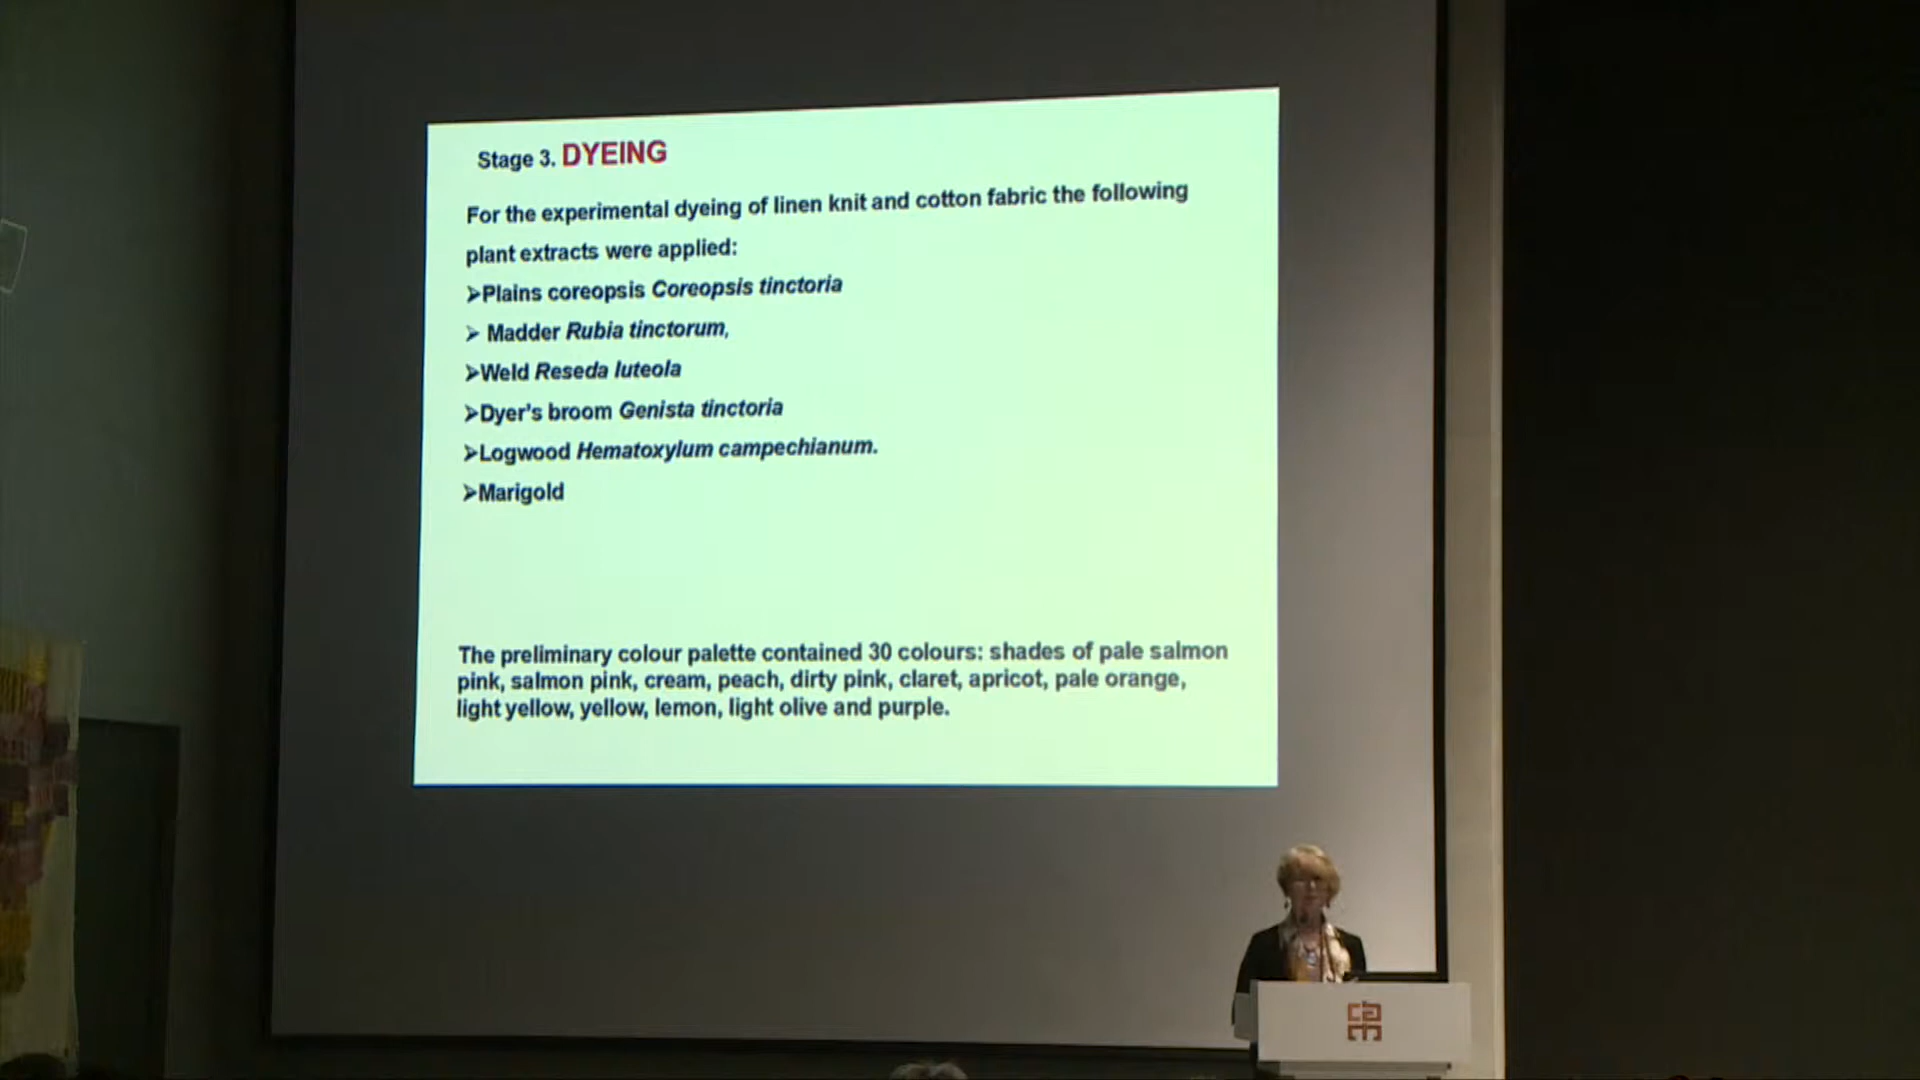 Stage 3. DYEING
For the experimental dyeing of linen knit and cotton fabric the following
plant extracts were applied:
➢Plains coreopsis Coreopsis tinctoria
➢ Madder Rubia tinctorum,
➢Weld Reseda luteola
➢Dyer's broom Genista tinctoria
➢Logwood Hematoxylum campechianum.
➢Marigold
The preliminary colour palette contained 30 colours: shades of pale salmon
pink, salmon pink, cream, peach, dirty pink, claret, apricot, pale orange,
light yellow, yellow, lemon, light olive and purple.